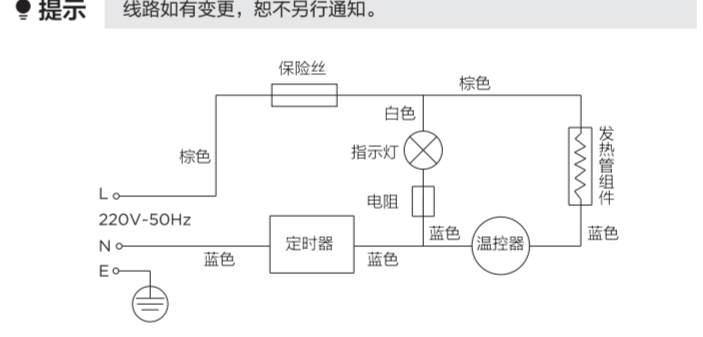 提示
线路如有变更，恕不另行通知。
保险丝
棕色
白色
棕色
指示灯
发热管组件
L
220V~50Hz
电阻
N
蓝色
定时器
蓝色
蓝色
温控器
蓝色
E